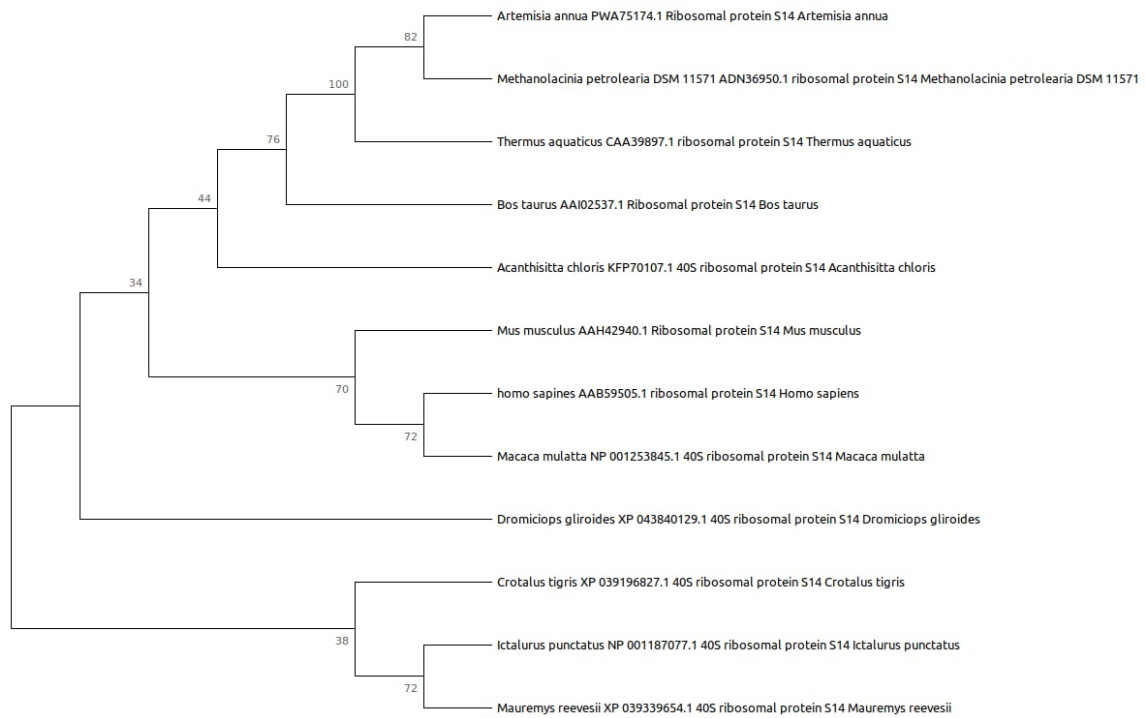 Artemisia annua PWA75174.1 Ribosomal protein S14 Artemisia annua
82
Methanolacinia petrolearia DSM 11571 ADN36950.1 ribosomal protein S14 Methanolacinia petrolearia DSM 11571
100
Thermus aquaticus CAA39897.1 ribosomal protein S14 Thermus aquaticus
76
Bos taurus AAI02537.1 Ribosomal protein S14 Bos taurus
44
Acanthisitta chloris KFP70107.1 40S ribosomal protein S14 Acanthisitta chloris
34
Mus musculus AAH42940.1 Ribosomal protein S14 Mus musculus
70
homo sapines AAB59505.1 ribosomal protein S14 Homo sapiens
72
Macaca mulatta NP 001253845.1 40S ribosomal protein S14 Macaca mulatta
Dromiciops gliroides XP 043840129.1 40S ribosomal protein S14 Dromiciops gliroides
Crotalus tigris XP 039196827.1 40S ribosomal protein S14 Crotalus tigris
38
Ictalurus punctatus NP 001187077.1 40S ribosomal protein S14 Ictalurus punctatus
72
Mauremys reevesii XP 039339654.1 40S ribosomal protein S14 Mauremys reevesii